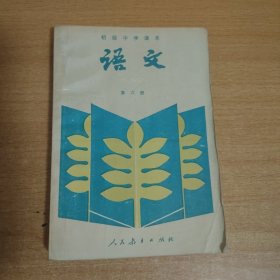 初级中学课本
语文
第六册
人民教育出版社